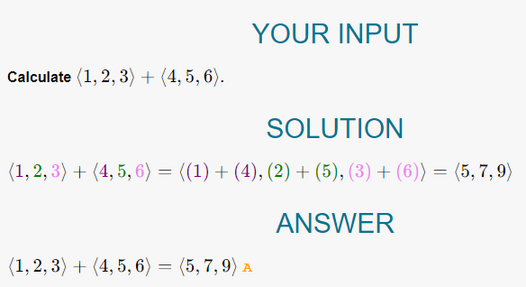 YOUR INPUT
Calculate ⟨1, 2, 3⟩ + ⟨4, 5, 6⟩.
SOLUTION
⟨1, 2, 3⟩ + ⟨4, 5, 6⟩ = ⟨(1) + (4), (2) + (5), (3) + (6)⟩ = ⟨5, 7, 9⟩
ANSWER
⟨1, 2, 3⟩ + ⟨4, 5, 6⟩ = ⟨5, 7, 9⟩ A